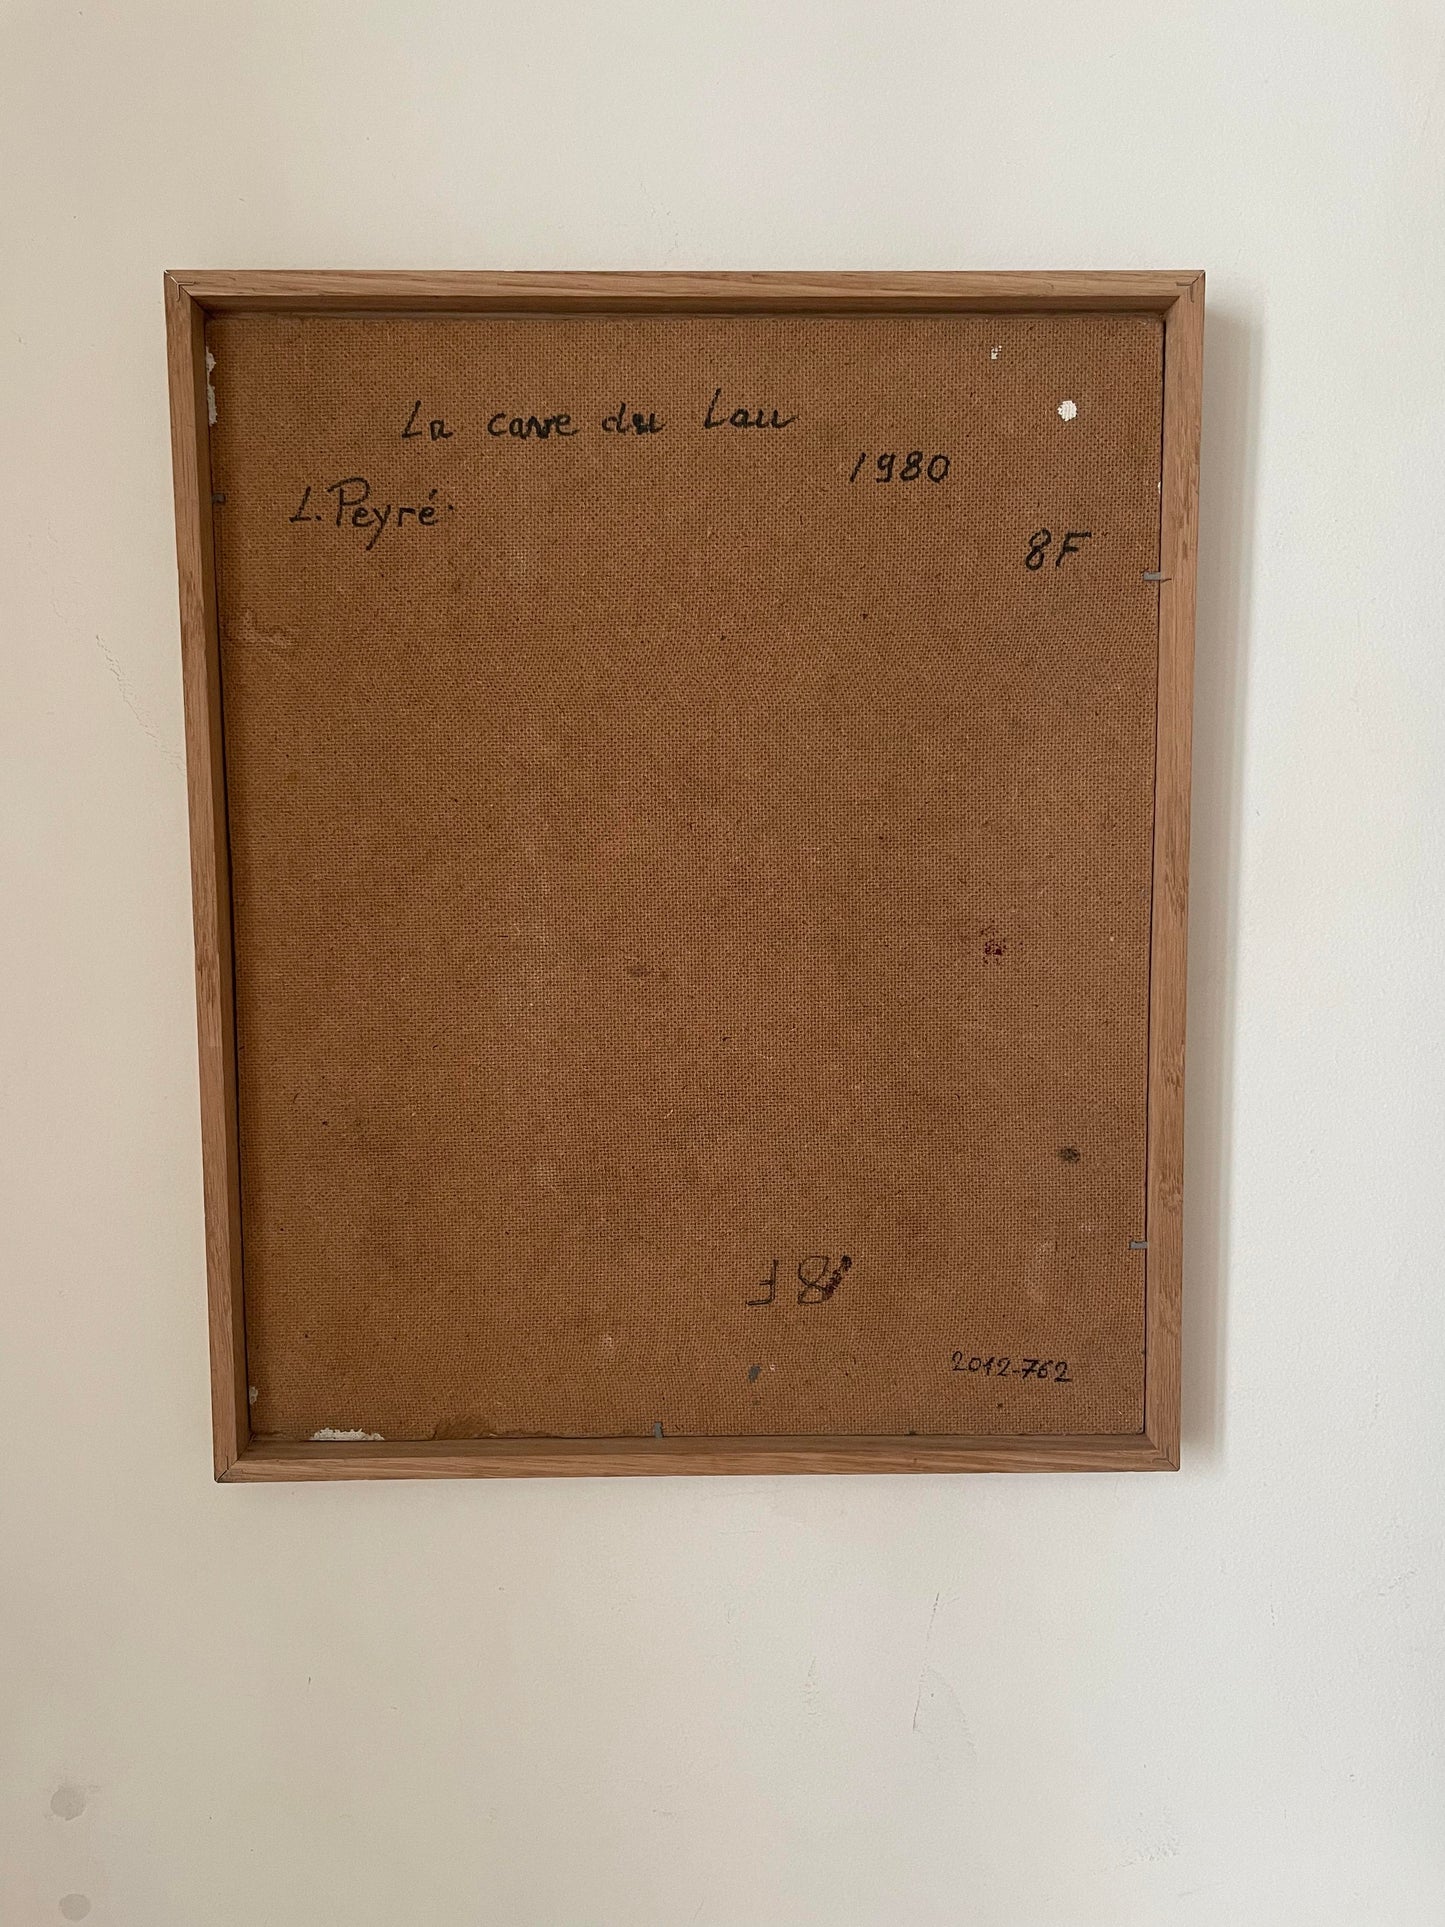 La cave du Lau
1980
L. Peyré.
8F
8F
2012-762